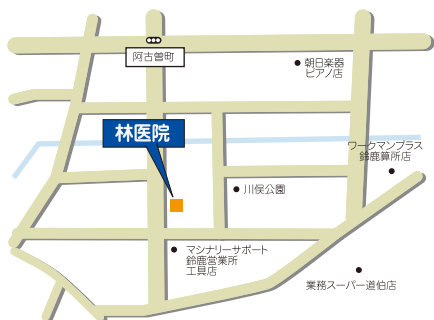 阿古曽町
朝日楽器
ピアノ店
林医院
ワークマンプラス
鈴鹿算所店
川俣公園
マシナリーサポート
鈴鹿営業所
工具店
業務スーパー道伯店